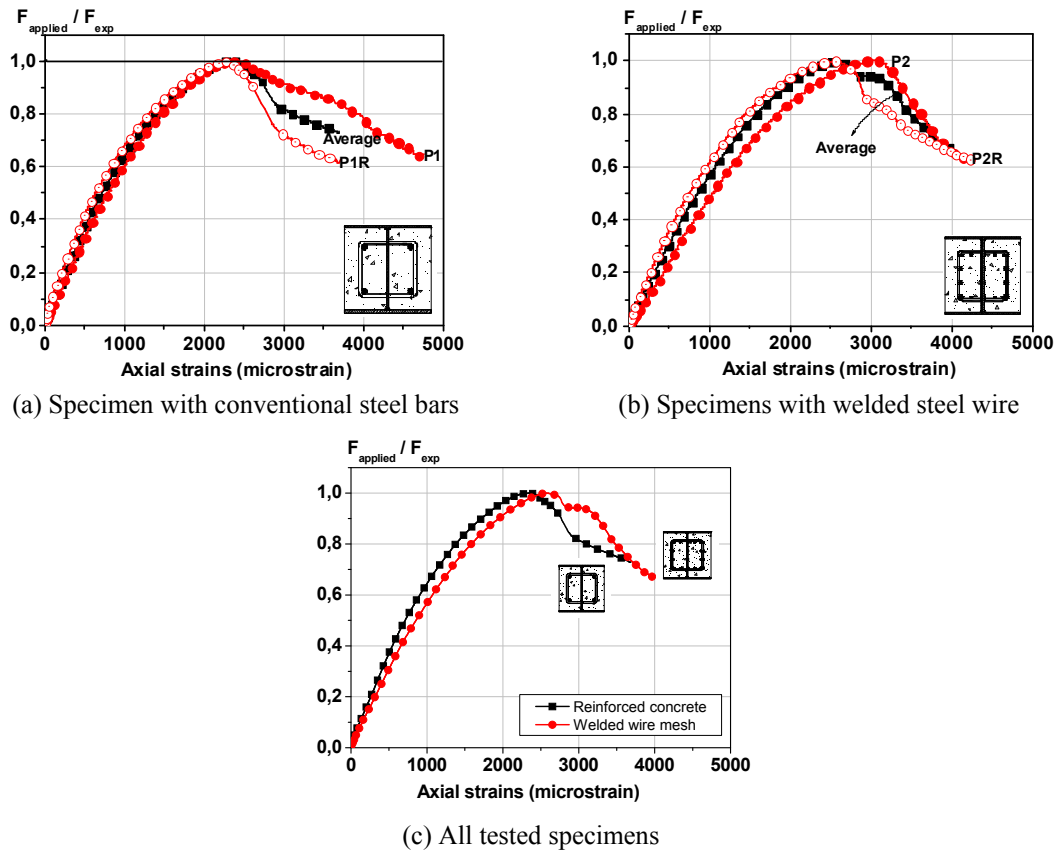 F applied / F exp
1,0
0,8
0,6
0,4
0,2
0,0
Average
P1R
P1
0 1000 2000 3000 4000 5000
Axial strains (microstrain)
(a) Specimen with conventional steel bars
F applied / F exp
1,0
0,8
0,6
0,4
0,2
0,0
P2
Average
P2R
0 1000 2000 3000 4000 5000
Axial strains (microstrain)
(b) Specimens with welded steel wire
F applied / F exp
1,0
0,8
0,6
0,4
0,2
0,0
Reinforced concrete
Welded wire mesh
0 1000 2000 3000 4000 5000
Axial strains (microstrain)
(c) All tested specimens